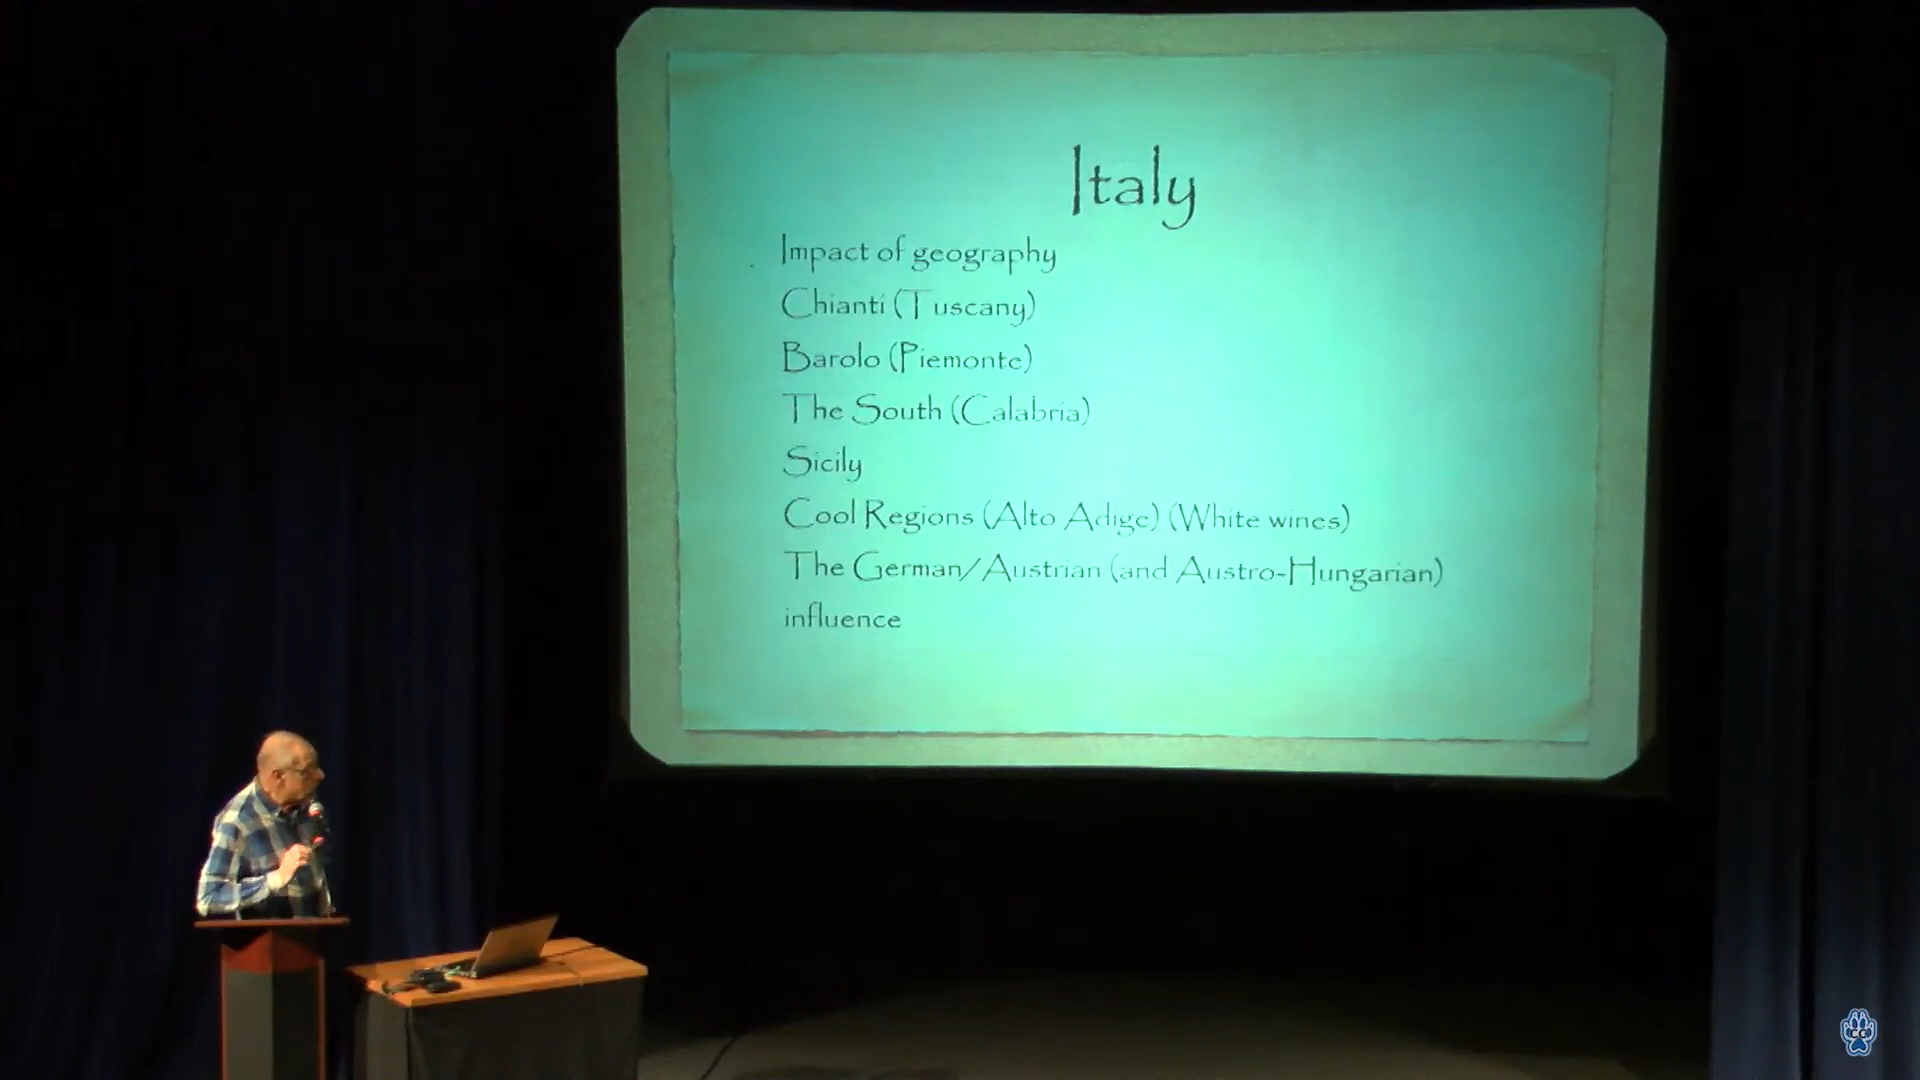 Italy
Impact of geography
Chianti (Tuscany)
Barolo (Piemonte)
The South (Calabria)
Sicily
Cool Regions (Alto Adige) (White wines)
The German/Austrian (and Austro-Hungarian)
influence